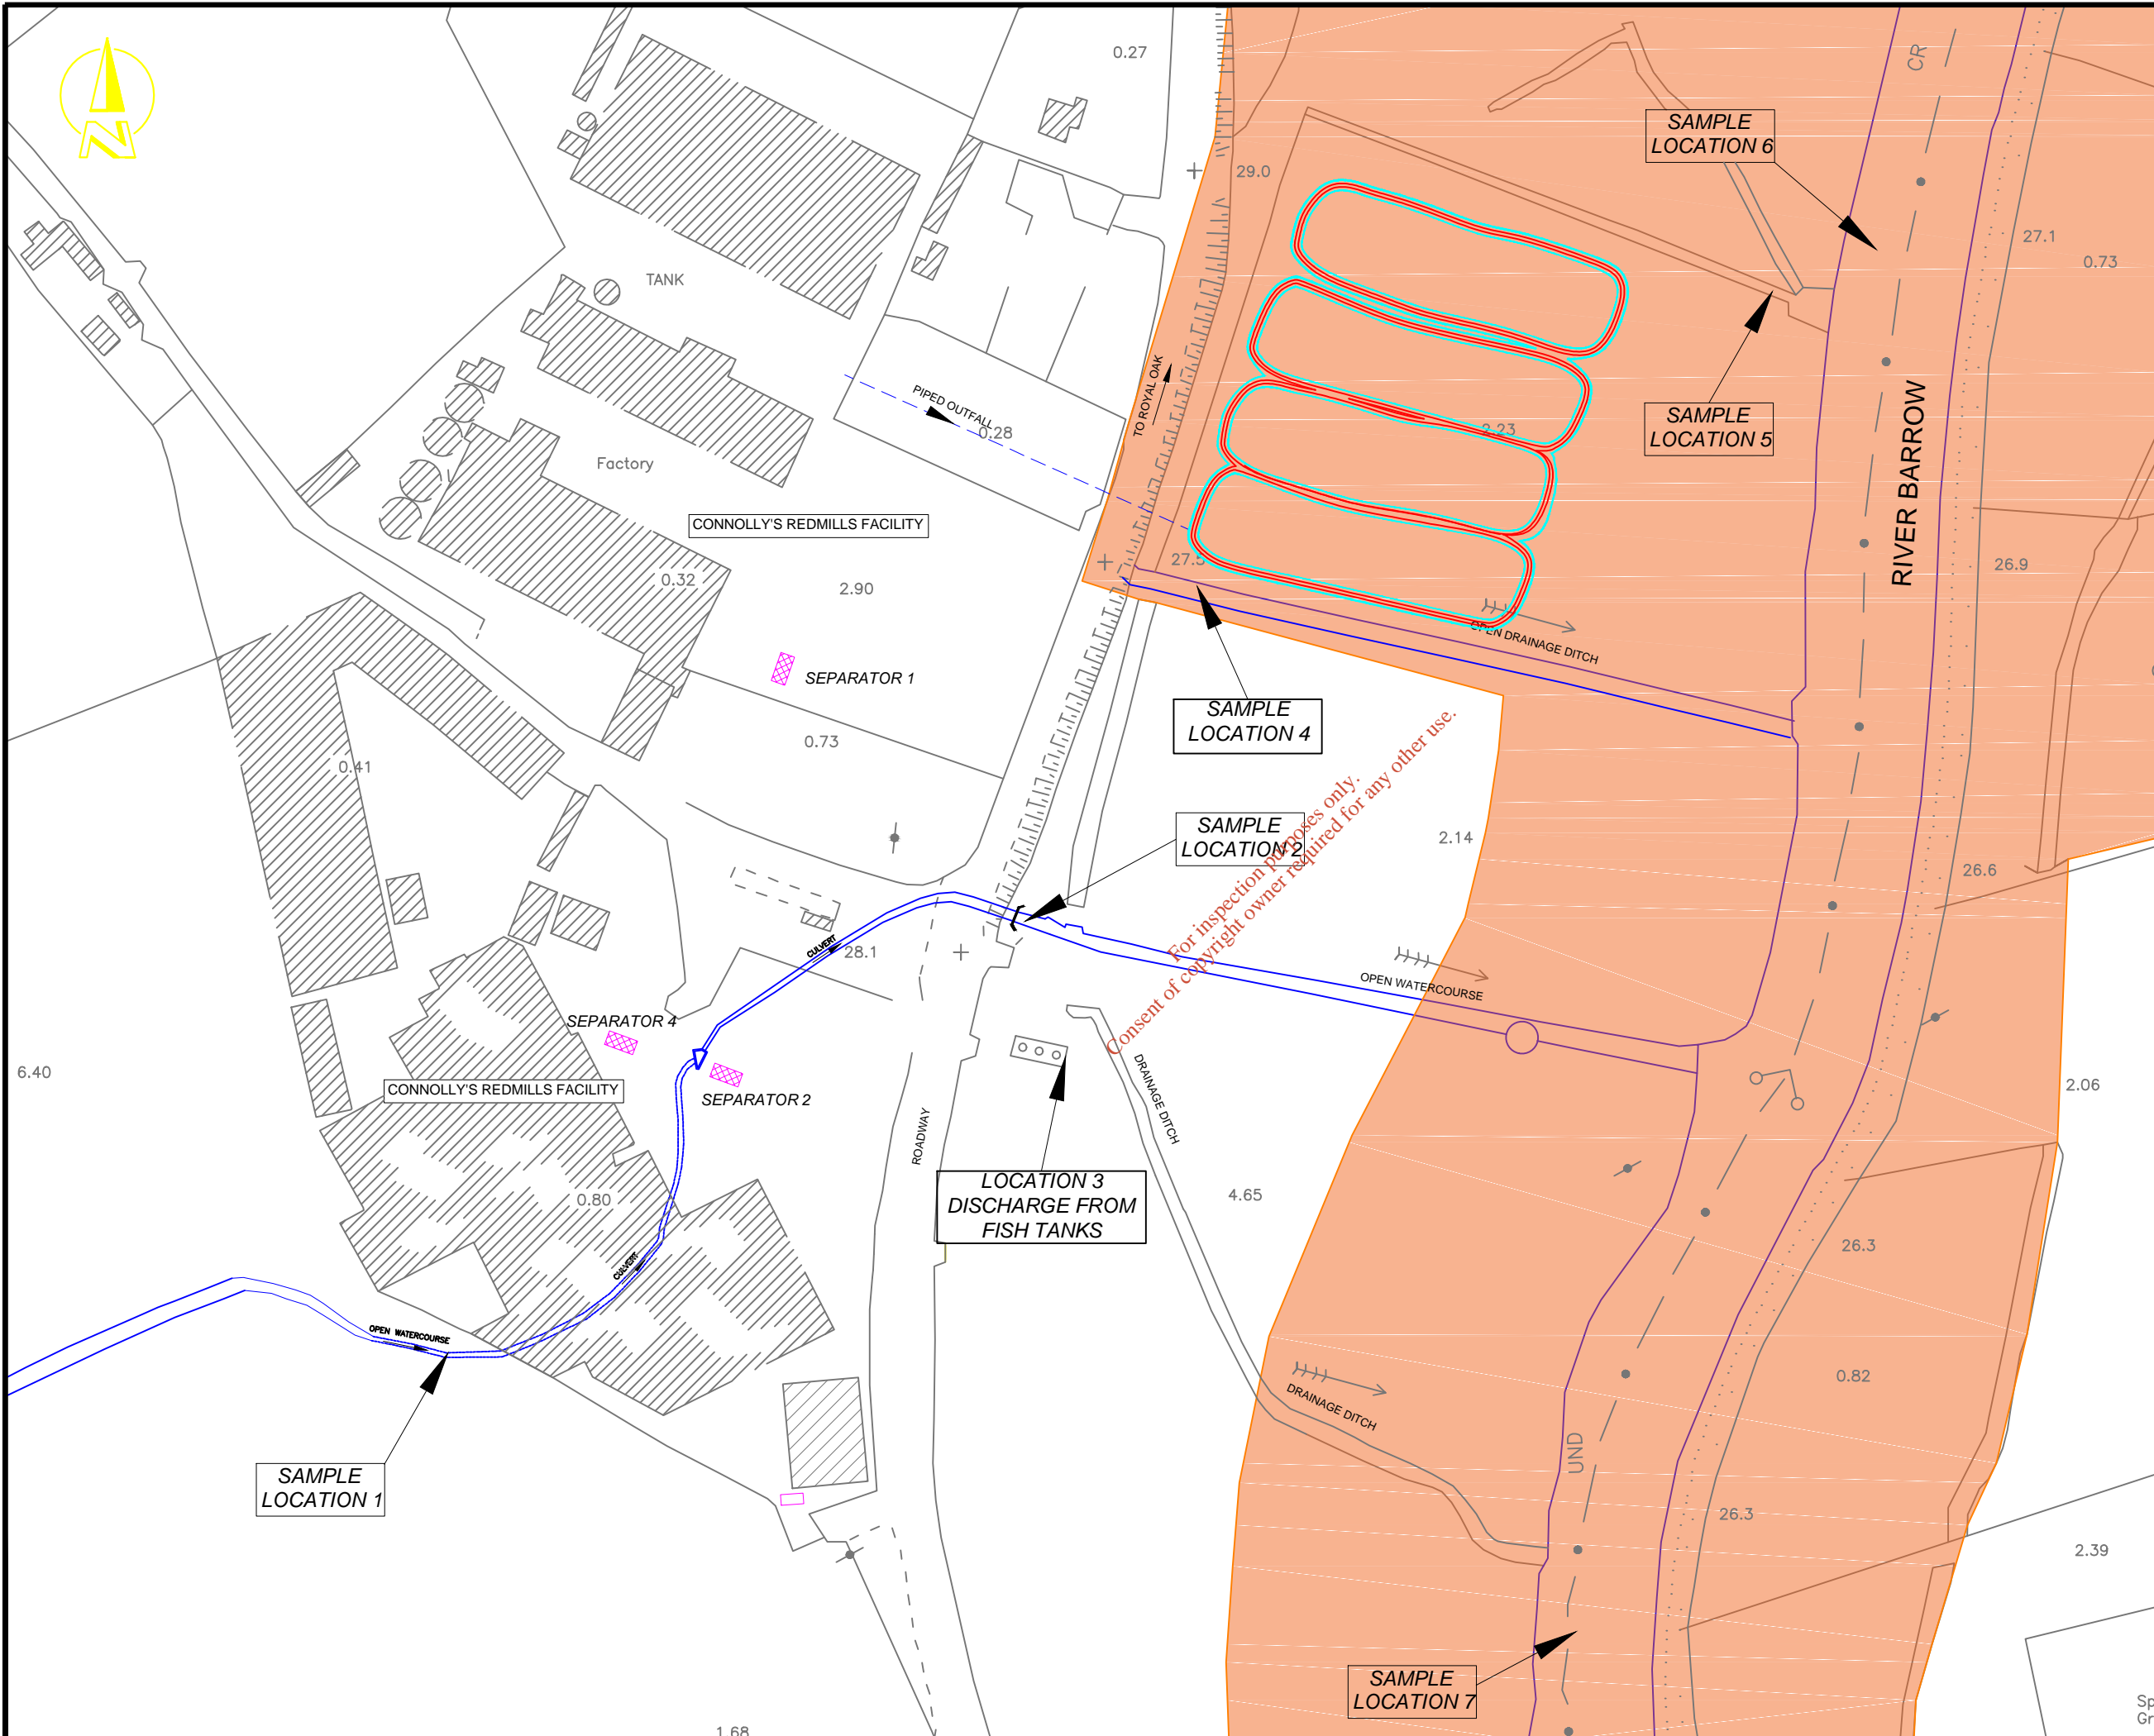 N
0.27
CR
SAMPLE
LOCATION 6
29.0
27.1
0.73
TANK
TO ROYAL OAK
PIPED OUTFALL
0.28
2.23
SAMPLE
LOCATION 5
RIVER BARROW
Factory
CONNOLLY'S REDMILLS FACILITY
0.32
2.90
27.5
26.9
OPEN DRAINAGE DITCH
SEPARATOR 1
SAMPLE
LOCATION 4
0.73
0.41
SAMPLE
LOCATION 2
2.14
26.6
For inspection purposes only.
Consent of copyright owner required for any other use.
CULVERT
28.1
OPEN WATERCOURSE
SEPARATOR 4
6.40
CONNOLLY'S REDMILLS FACILITY
SEPARATOR 2
ROADWAY
DRAINAGE DITCH
2.06
LOCATION 3
DISCHARGE FROM
FISH TANKS
0.80
4.65
26.3
CULVERT
OPEN WATERCOURSE
0.82
DRAINAGE DITCH
UND
SAMPLE
LOCATION 1
26.3
2.39
SAMPLE
LOCATION 7
1.68
Sp
Gr